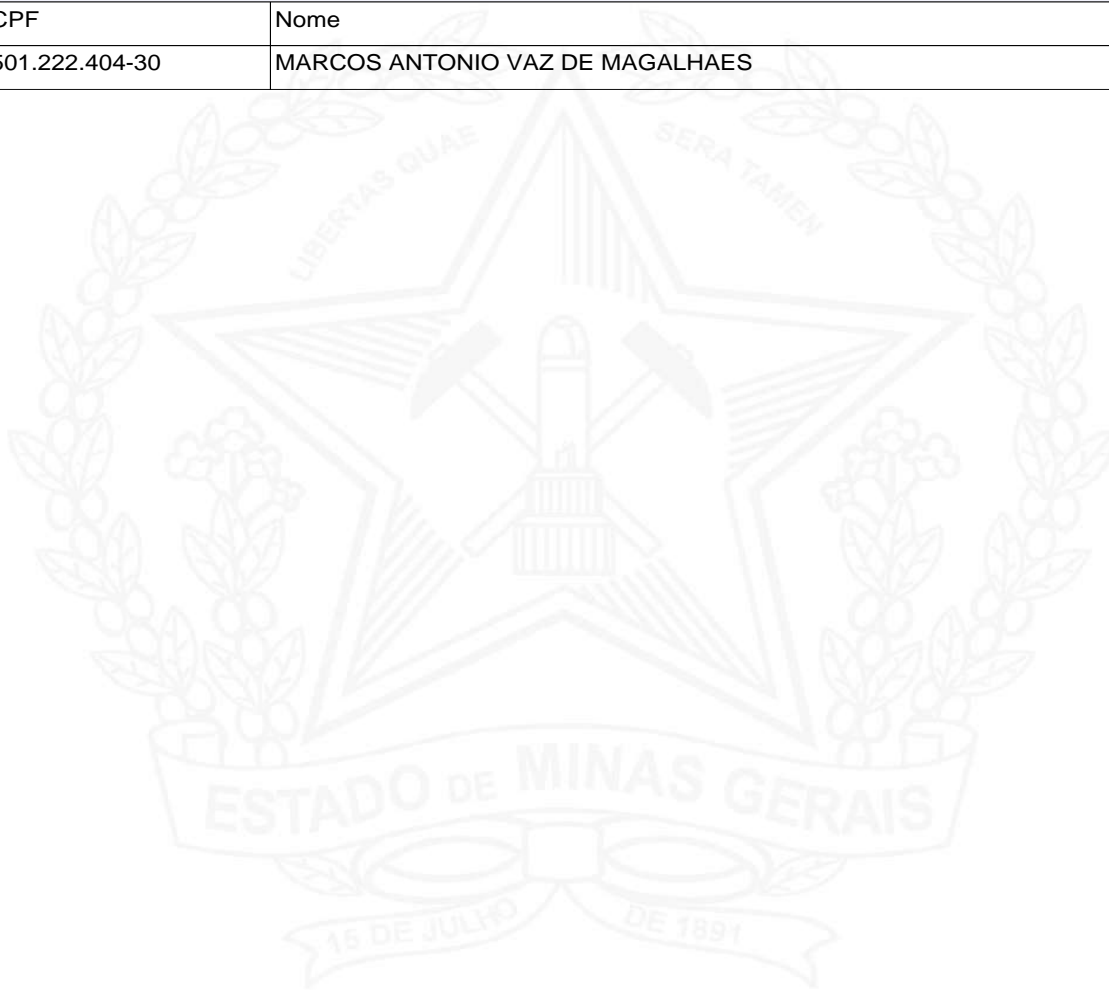 CPF Nome
501.222.404-30 MARCOS ANTONIO VAZ DE MAGALHAES
LIBERTAS QUAE SERA TAMEN
ESTADO DE MINAS GERAIS
15 DE JULHO DE 1891